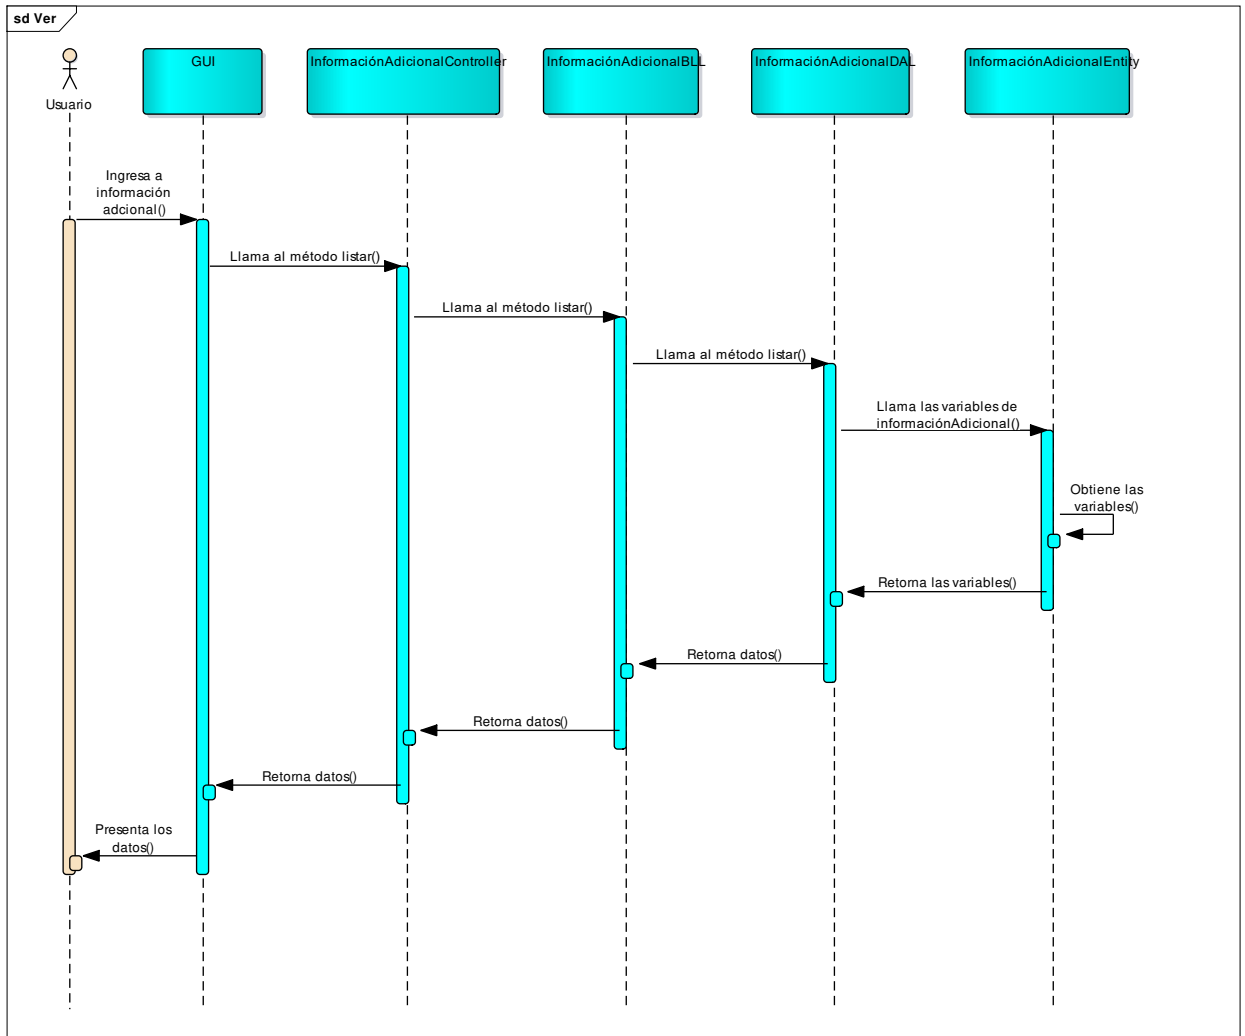 sd Ver
Usuario
GUI
InformaciónAdicionalController
InformaciónAdicionalBLL
InformaciónAdicionalDAL
InformaciónAdicionalEntity
Ingresa a
información
adcional()
Llama al método listar()
Llama al método listar()
Llama al método listar()
Llama las variables de
informaciónAdicional()
Obtiene las
variables()
Retorna las variables()
Retorna datos()
Retorna datos()
Retorna datos()
Presenta los
datos()